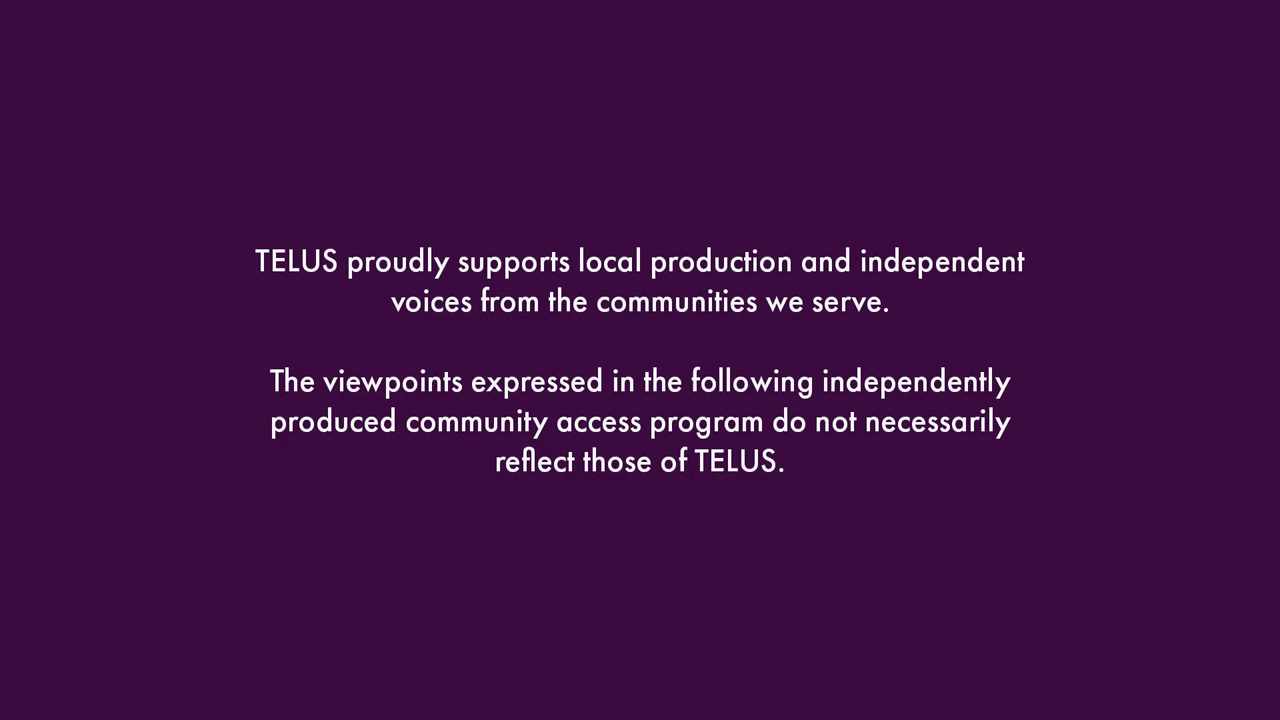 TELUS proudly supports local production and independent
voices from the communities we serve.
The viewpoints expressed in the following independently
produced community access program do not necessarily
reflect those of TELUS.